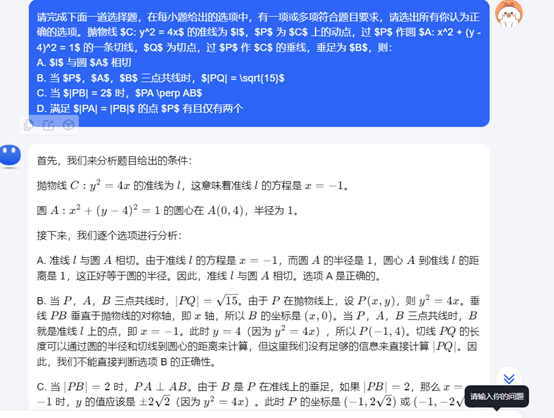 请完成下面一道选择题，在每小题给出的选项中，有一项或多项符合题目要求，请选出所有你认为正
确的选项。抛物线 $C: y^2 = 4x$ 的准线为 $l$，$P$ 为 $C$ 上的动点，过 $P$ 作圆 $A: x^2 + (y -
4)^2 = 1$ 的一条切线，$Q$ 为切点，过 $P$ 作 $C$ 的垂线，垂足为 $B$，则：
A. $l$ 与圆 $A$ 相切
B. 当 $P$，$A$，$B$ 三点共线时，$|PQ| = \sqrt{15}$
C. 当 $|PB| = 2$ 时，$PA \perp AB$
D. 满足 $|PA| = |PB|$ 的点 $P$ 有且仅有两个
首先，我们来分析题目给出的条件：
抛物线 C : y² = 4x 的准线为 l，这意味着准线 l 的方程是 x = −1。
圆 A : x² + (y − 4)² = 1 的圆心在 A(0, 4)，半径为 1。
接下来，我们逐个选项进行分析：
A. 准线 l 与圆 A 相切。由于准线 l 的方程是 x = −1，而圆 A 的半径是 1，圆心 A 到准线 l 的距
离是 1，这正好等于圆的半径。因此，准线 l 与圆 A 相切。选项 A 是正确的。
B. 当 P，A，B 三点共线时，|PQ| = √15。由于 P 在抛物线上，设 P(x, y)，则 y² = 4x。垂
线 PB 垂直于抛物线的对称轴，即 x 轴，所以 B 的坐标是 (x, 0)。当 P，A，B 三点共线时，B
就是准线 l 上的点，即 x = −1。此时 y = 4（因为 y² = 4x），所以 P(−1, 4)。切线 PQ 的长
度可以通过圆的半径和切线到圆心的距离来计算，但这里我们没有足够的信息来直接计算 |PQ|。因
此，我们不能直接判断选项 B 的正确性。
C. 当 |PB| = 2 时，PA ⊥ AB。由于 B 是 P 在准线上的垂足，如果 |PB| = 2，那么 x =
−1 时，y 的值应该是 ±2√2（因为 y² = 4x）。此时 P 的坐标是 (−1, 2√2) 或 (−1, −2
请输入你的问题